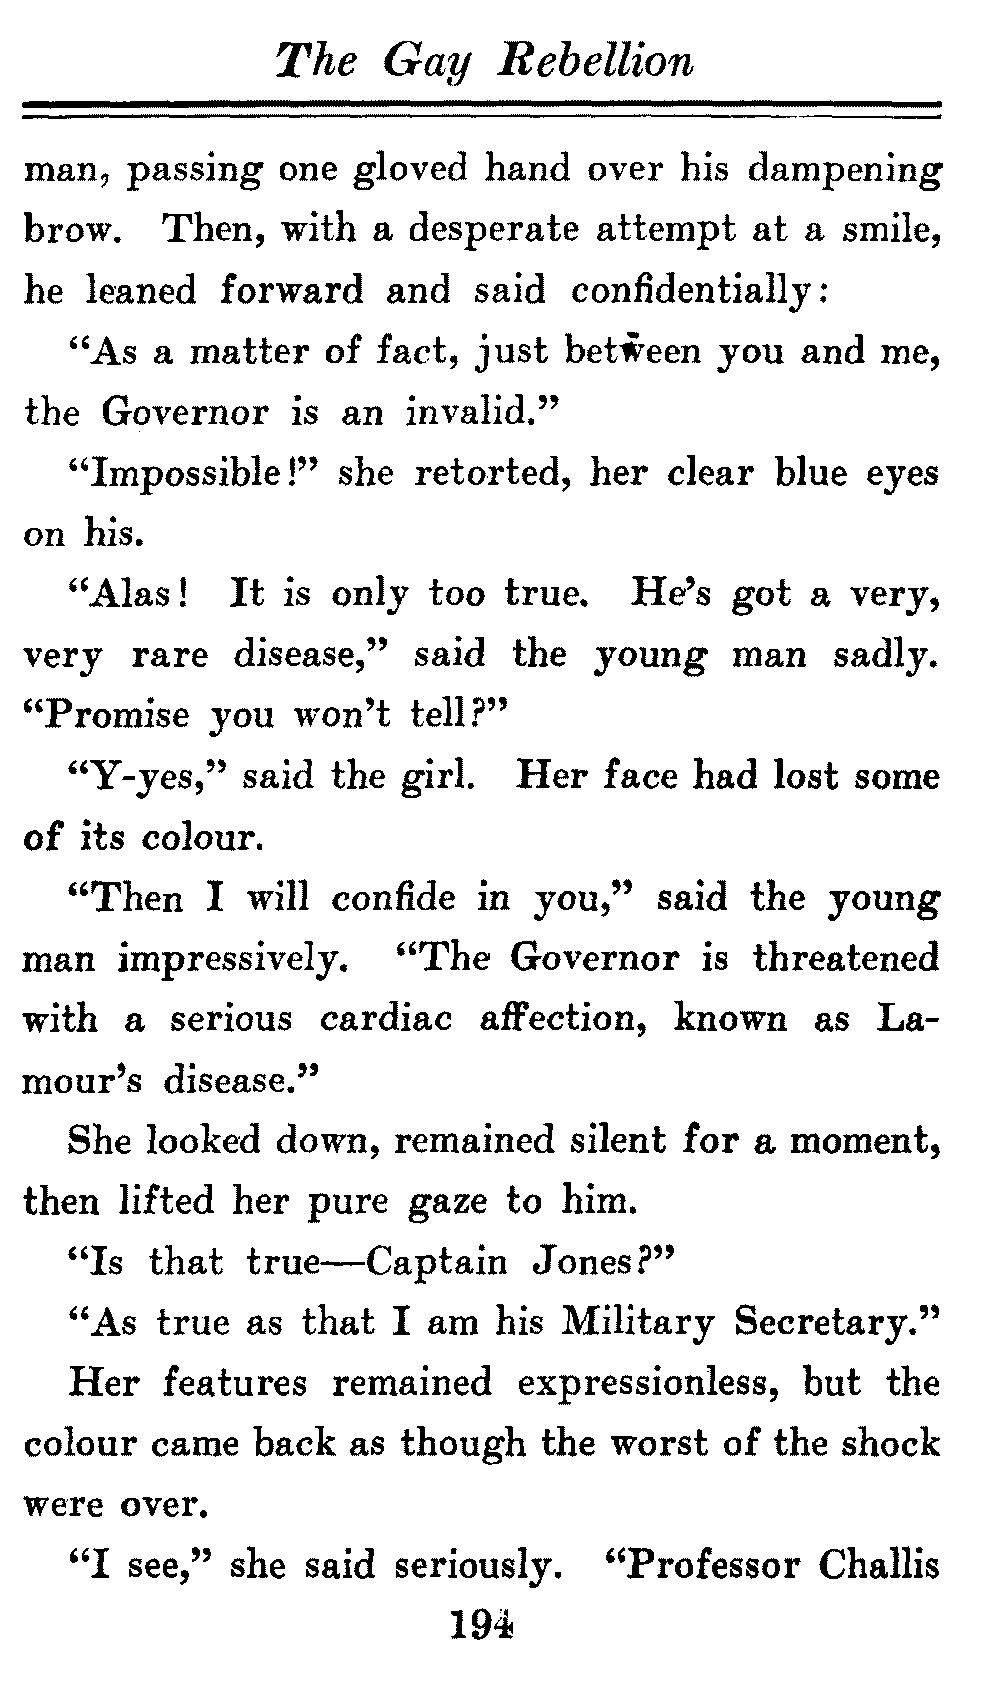 The Gay Rebellion
man, passing one gloved hand over his dampening
brow. Then, with a desperate attempt at a smile,
he leaned forward and said confidentially:
“As a matter of fact, just between you and me,
the Governor is an invalid.”
“Impossible!” she retorted, her clear blue eyes
on his.
“Alas! It is only too true. He’s got a very,
very rare disease,” said the young man sadly.
“Promise you won’t tell?”
“Y-yes,” said the girl. Her face had lost some
of its colour.
“Then I will confide in you,” said the young
man impressively. “The Governor is threatened
with a serious cardiac affection, known as La-
mour’s disease.”
She looked down, remained silent for a moment,
then lifted her pure gaze to him.
“Is that true—Captain Jones?”
“As true as that I am his Military Secretary.”
Her features remained expressionless, but the
colour came back as though the worst of the shock
were over.
“I see,” she said seriously. “Professor Challis
194